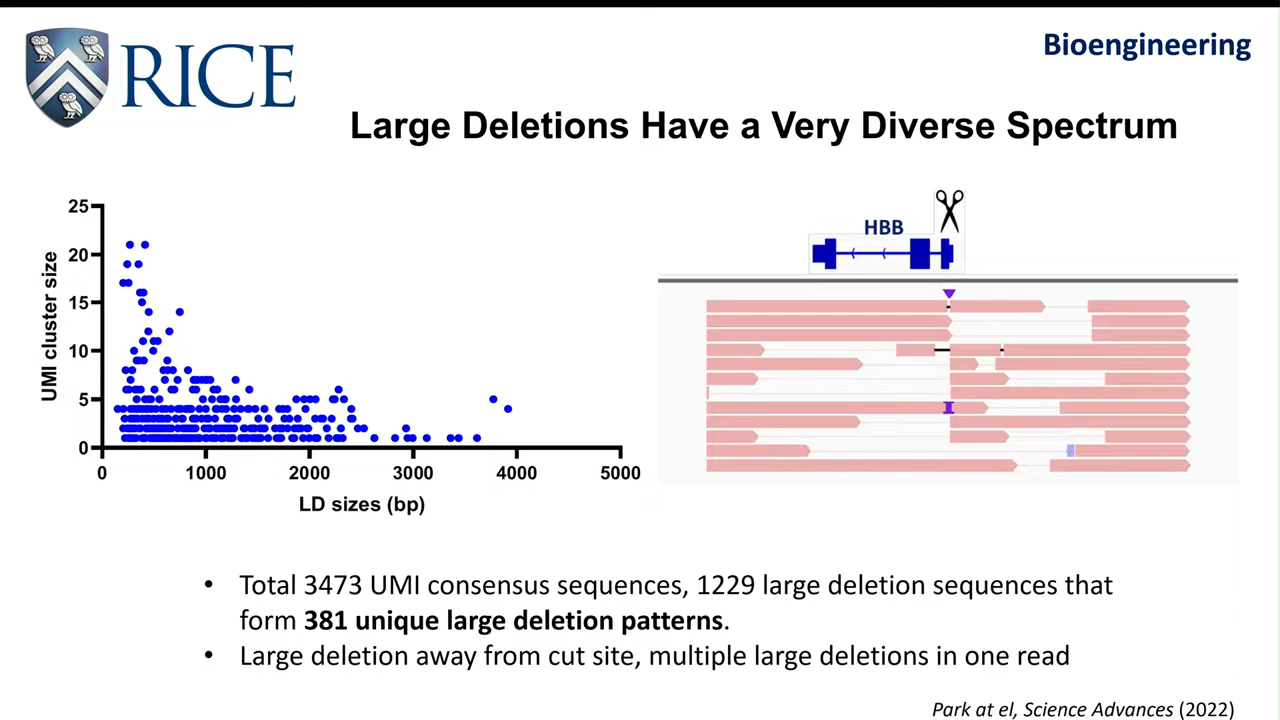 RICE
Bioengineering
Large Deletions Have a Very Diverse Spectrum
UMI cluster size
25
20
15
10
5
0
0 1000 2000 3000 4000 5000
LD sizes (bp)
HBB
• Total 3473 UMI consensus sequences, 1229 large deletion sequences that
form 381 unique large deletion patterns.
• Large deletion away from cut site, multiple large deletions in one read
Park at el, Science Advances (2022)